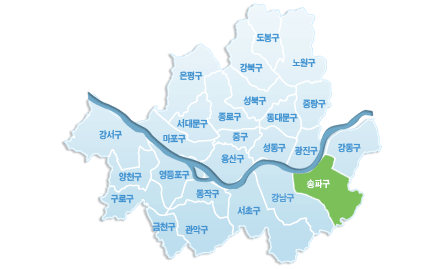 도봉구
노원구
강북구
은평구
성북구
중랑구
종로구
동대문구
서대문구
마포구
중구
성동구
광진구
강동구
강서구
용산구
양천구
영등포구
송파구
동작구
강남구
구로구
서초구
금천구
관악구